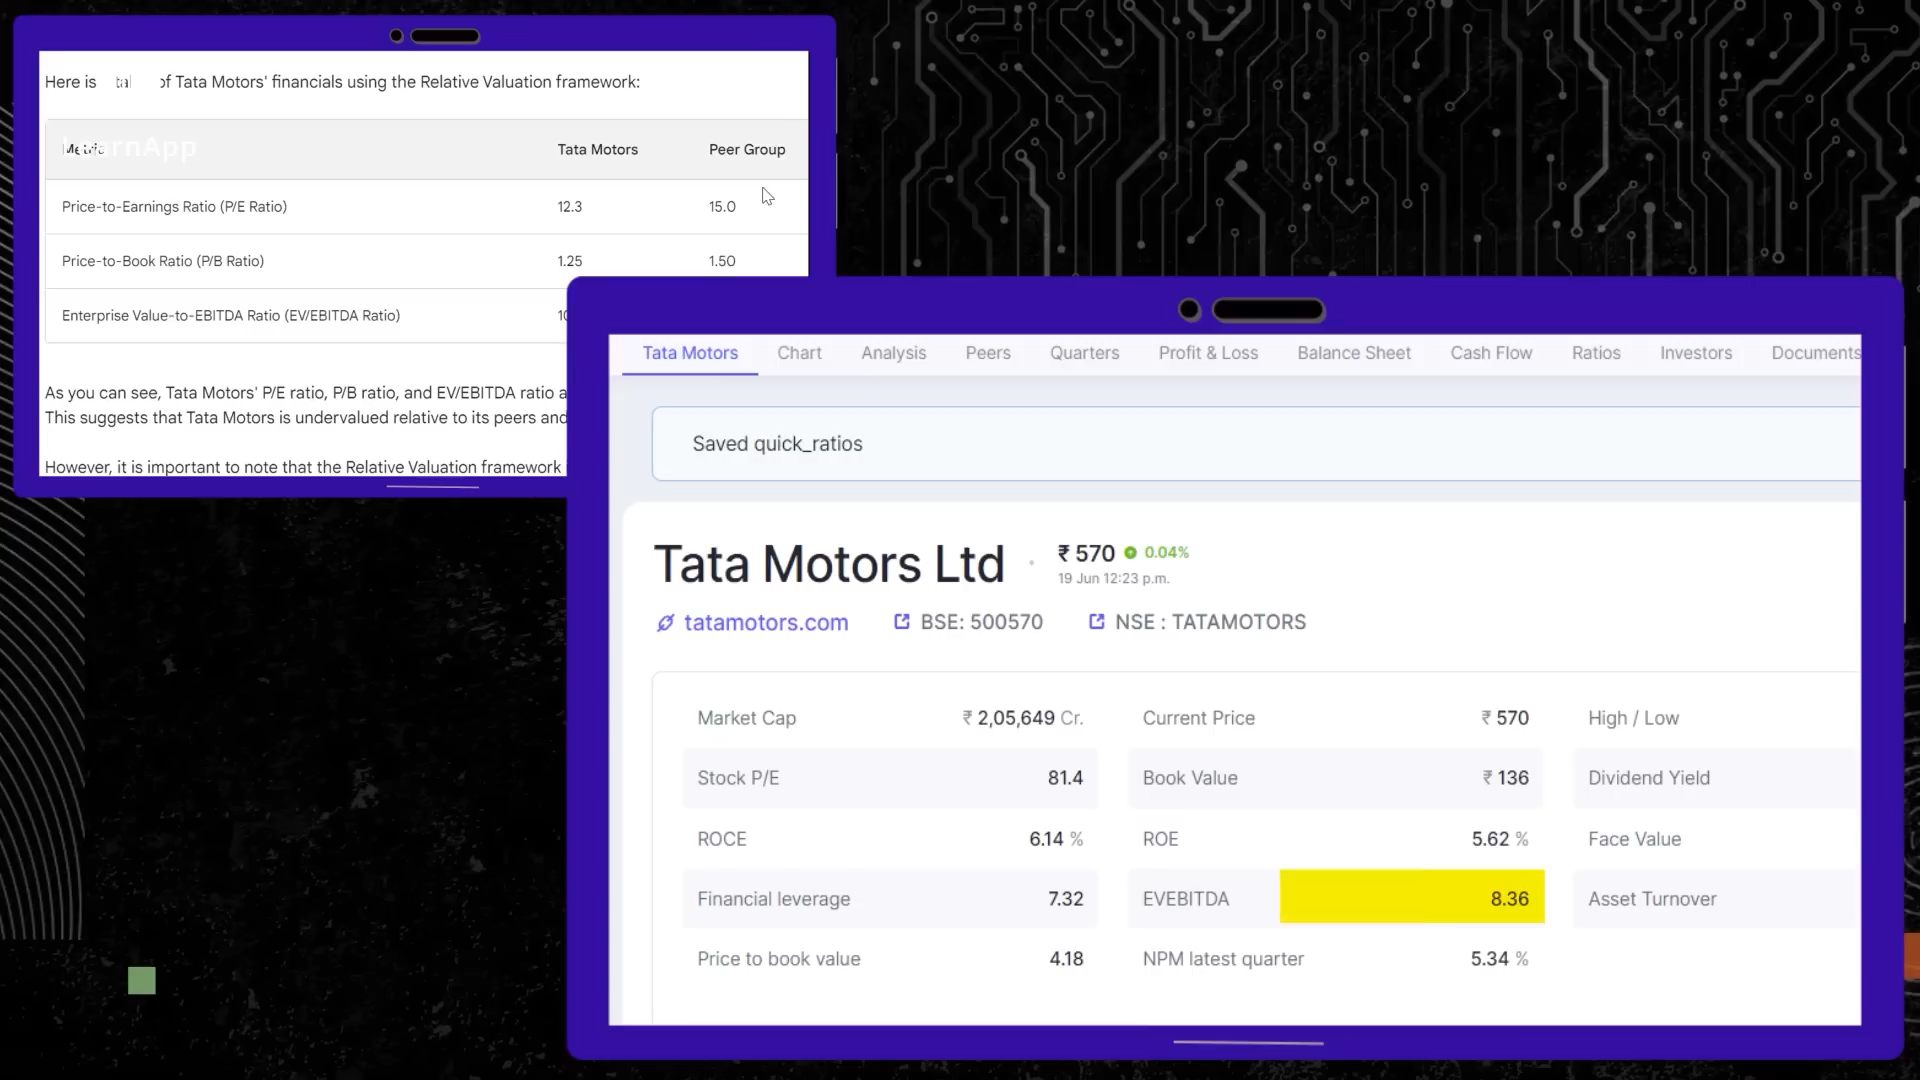 Here is of Tata Motors' financials using the Relative Valuation framework:
LearnApp
Metric Tata Motors Peer Group
Price-to-Earnings Ratio (P/E Ratio) 12.3 15.0
Price-to-Book Ratio (P/B Ratio) 1.25 1.50
Enterprise Value-to-EBITDA Ratio (EV/EBITDA Ratio)
As you can see, Tata Motors' P/E ratio, P/B ratio, and EV/EBITDA ratio
This suggests that Tata Motors is undervalued relative to its peers and
However, it is important to note that the Relative Valuation framework
Tata Motors Chart Analysis Peers Quarters Profit & Loss Balance Sheet Cash Flow Ratios Investors Documents
Saved quick_ratios
Tata Motors Ltd ₹ 570 0.04%
19 Jun 12:23 p.m.
tatamotors.com BSE: 500570 NSE : TATAMOTORS
Market Cap ₹ 2,05,649 Cr. Current Price ₹ 570 High / Low
Stock P/E 81.4 Book Value ₹ 136 Dividend Yield
ROCE 6.14 % ROE 5.62 % Face Value
Financial leverage 7.32 EVEBITDA 8.36 Asset Turnover
Price to book value 4.18 NPM latest quarter 5.34 %